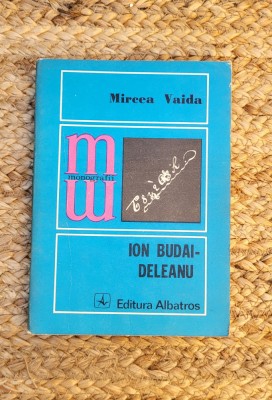 Mircea Vaida
monografii
ION BUDAI-
DELEANU
Editura Albatros